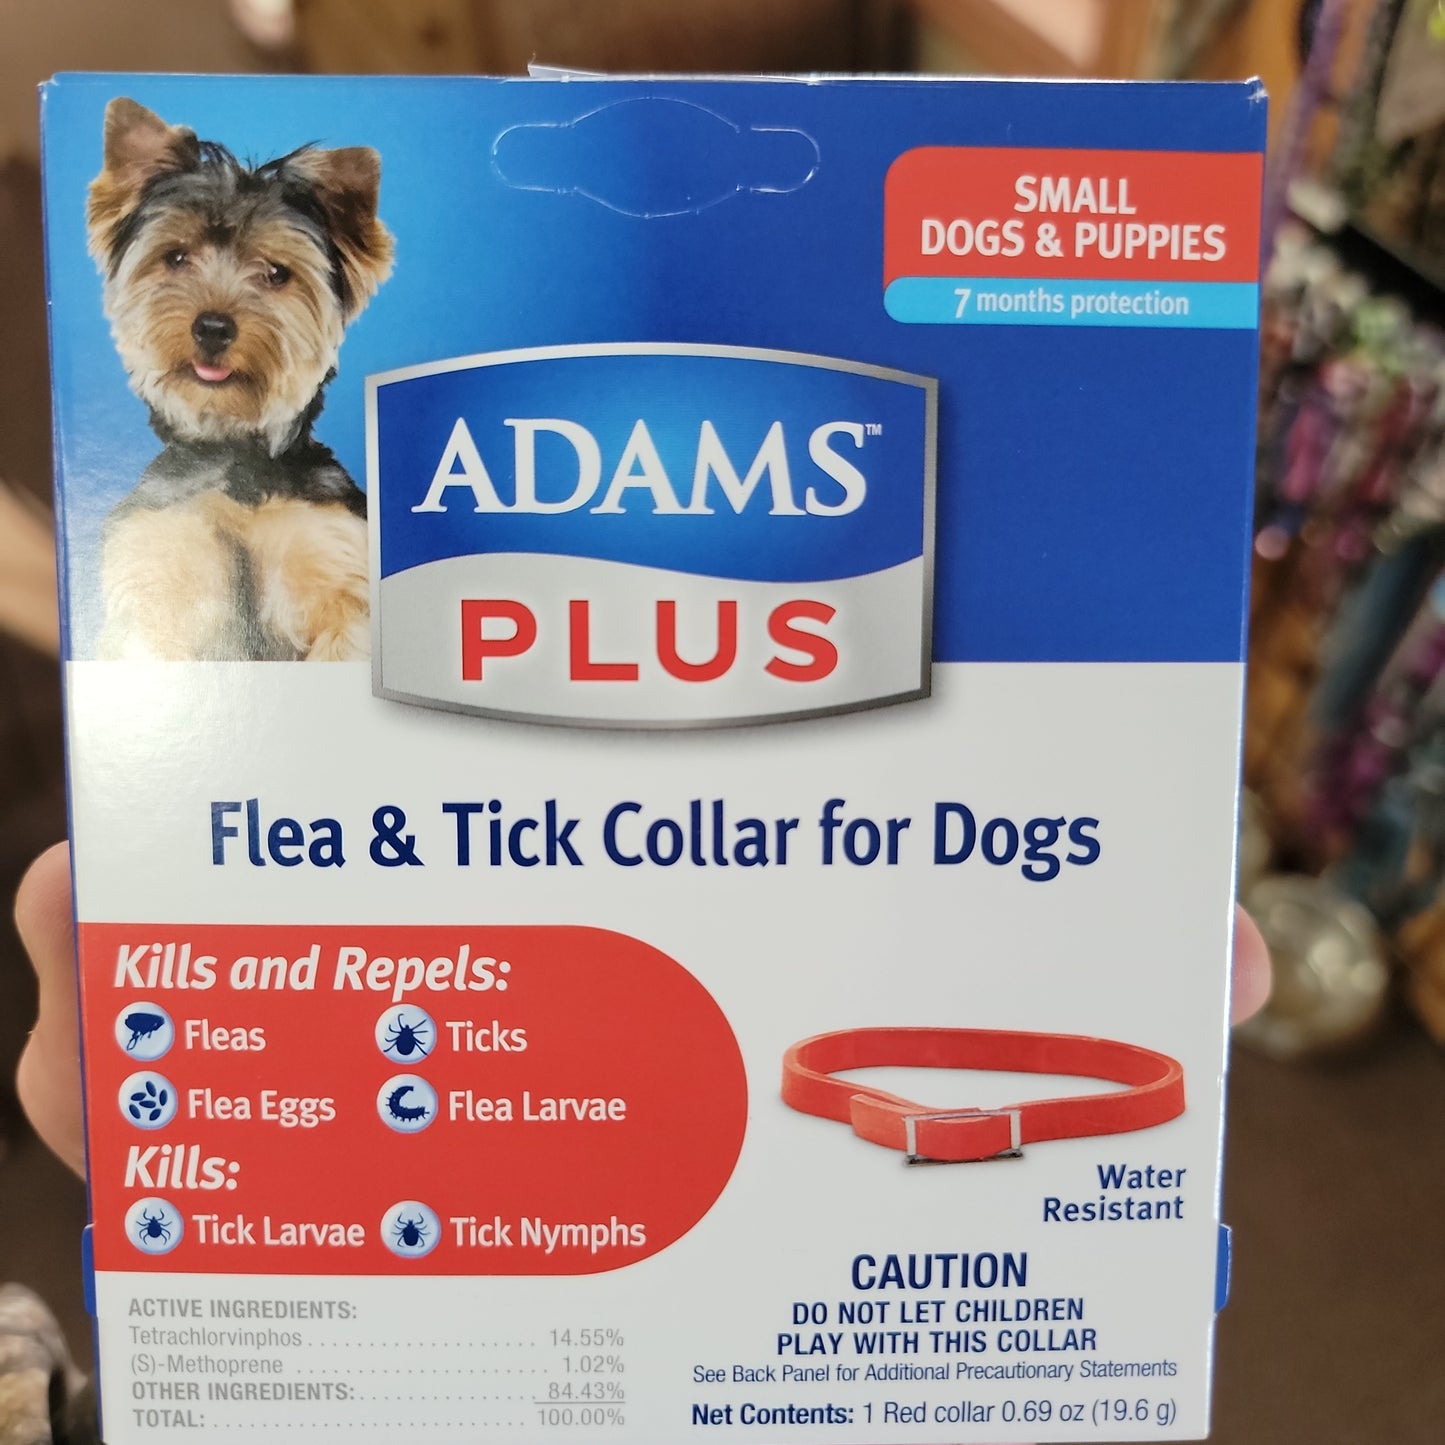 SMALL
DOGS & PUPPIES
7 months protection
ADAMS™
PLUS
Flea & Tick Collar for Dogs
Kills and Repels:
Fleas
Ticks
Flea Eggs
Flea Larvae
Kills:
Tick Larvae
Tick Nymphs
Water
Resistant
ACTIVE INGREDIENTS:
Tetrachlorvinphos . . . . . . . . . . . . . . . . . . . . . . 14.55%
(S)-Methoprene . . . . . . . . . . . . . . . . . . . . . . . . 1.02%
OTHER INGREDIENTS: . . . . . . . . . . . . . . . . . 84.43%
TOTAL: . . . . . . . . . . . . . . . . . . . . . . . . . . . . 100.00%
CAUTION
DO NOT LET CHILDREN
PLAY WITH THIS COLLAR
See Back Panel for Additional Precautionary Statements
Net Contents: 1 Red collar 0.69 oz (19.6 g)